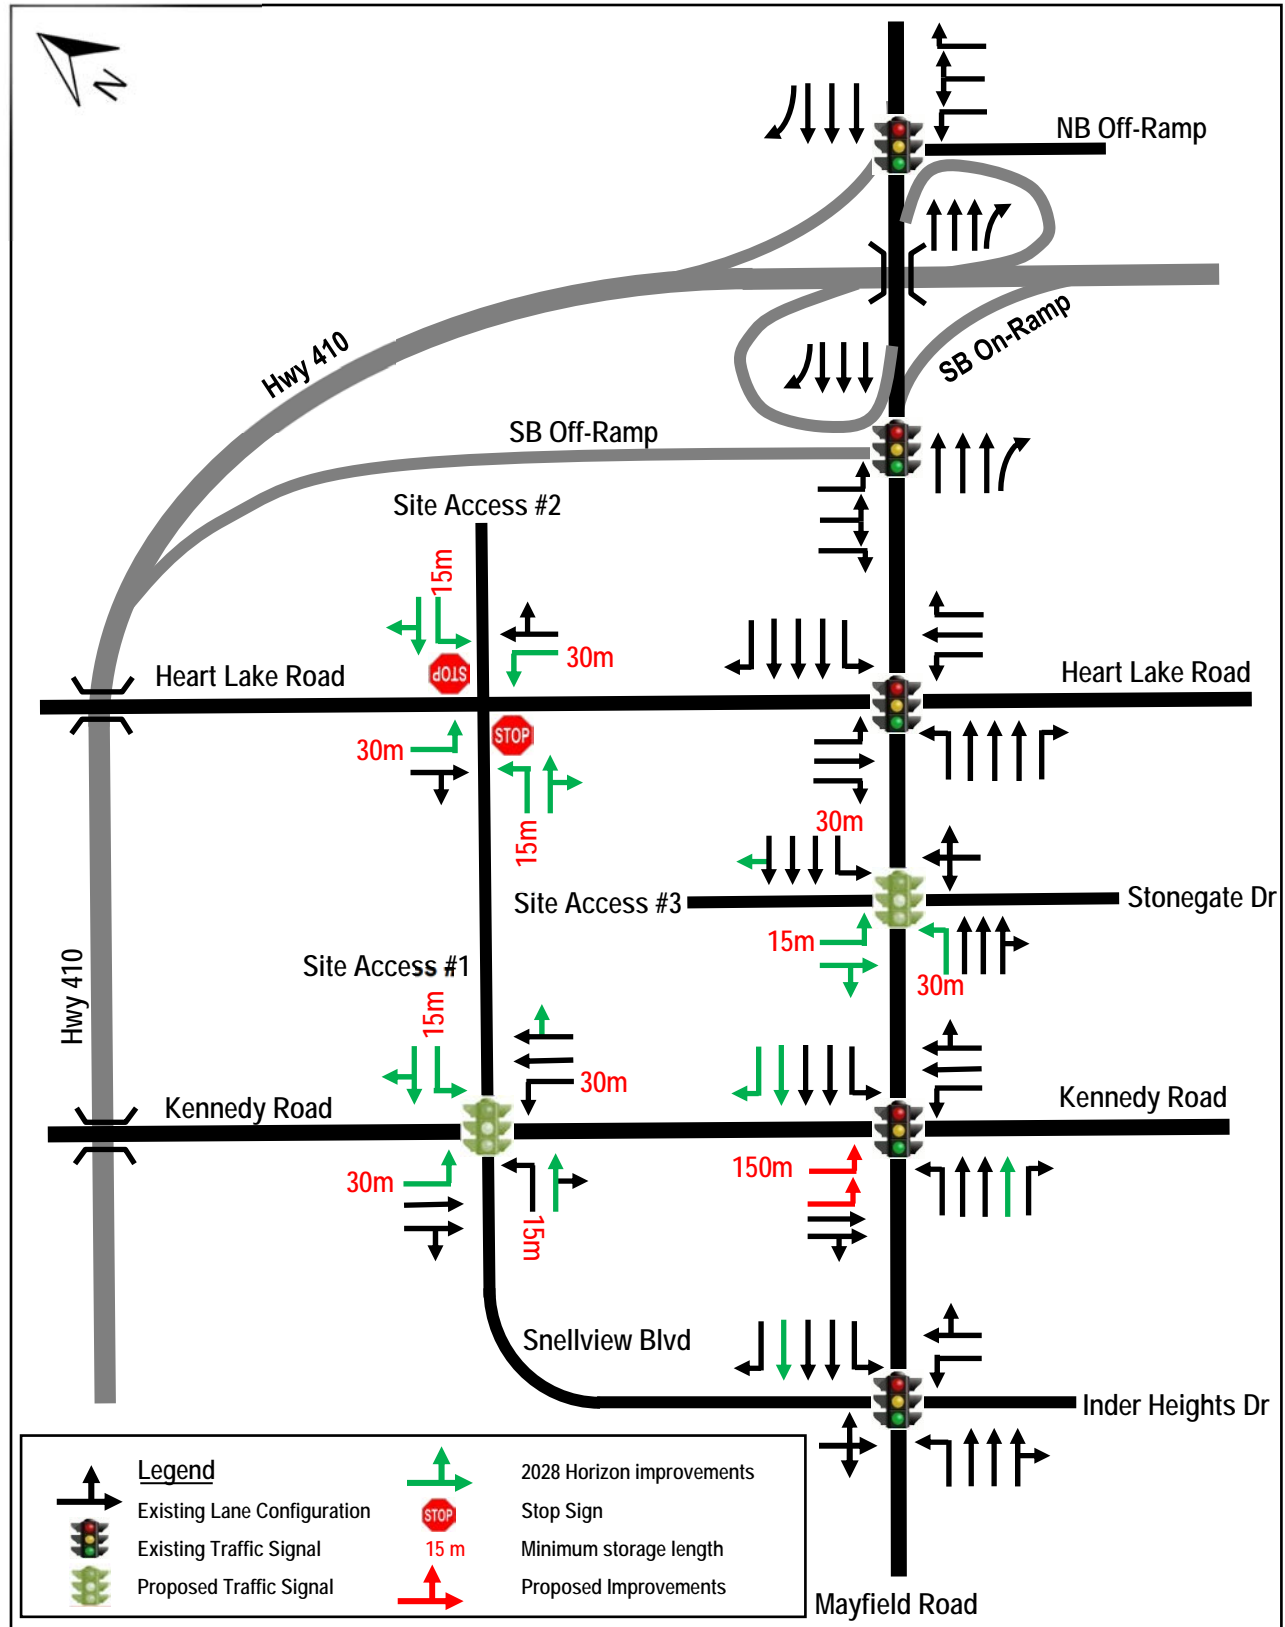 N
NB Off-Ramp
Hwy 410
SB On-Ramp
SB Off-Ramp
Site Access #2
15m
30m
Heart Lake Road
STOP
Heart Lake Road
30m
STOP
15m
30m
Site Access #3
Stonegate Dr
15m
30m
Site Access #1
Hwy 410
15m
30m
Kennedy Road
Kennedy Road
30m
150m
15m
Snellview Blvd
Inder Heights Dr
Legend
Existing Lane Configuration
Existing Traffic Signal
Proposed Traffic Signal
2028 Horizon improvements
STOP
Stop Sign
15 m
Minimum storage length
Proposed Improvements
Mayfield Road